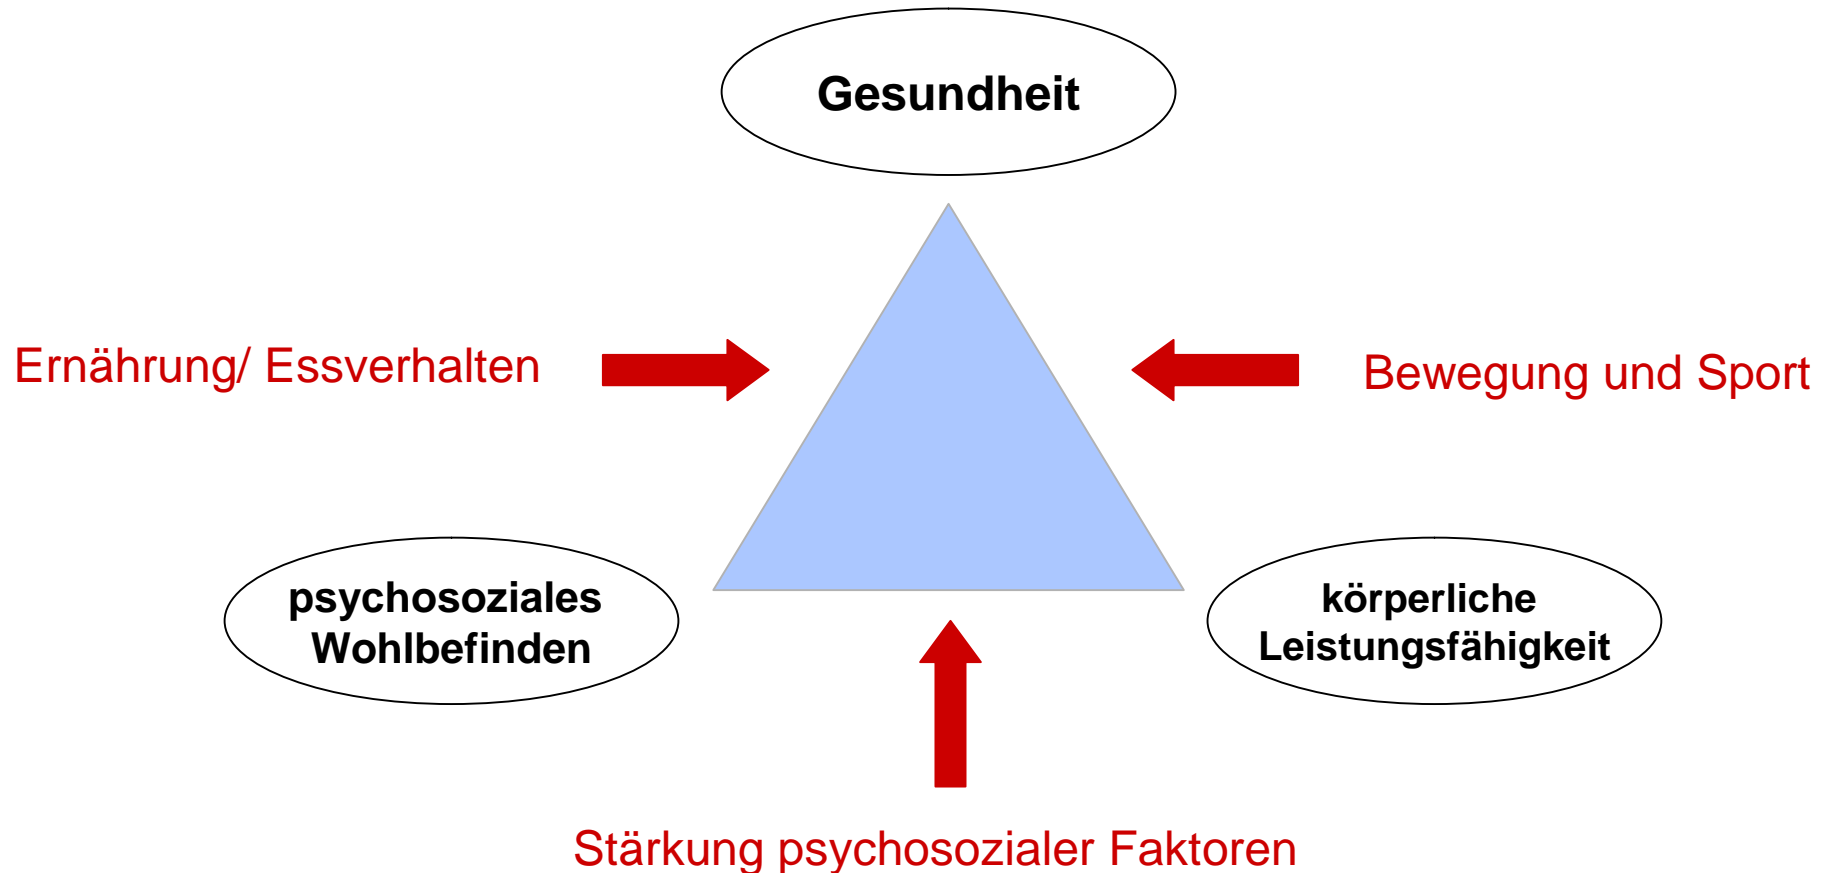 Gesundheit
Ernährung/ Essverhalten
Bewegung und Sport
psychosoziales
Wohlbefinden
körperliche
Leistungsfähigkeit
Stärkung psychosozialer Faktoren